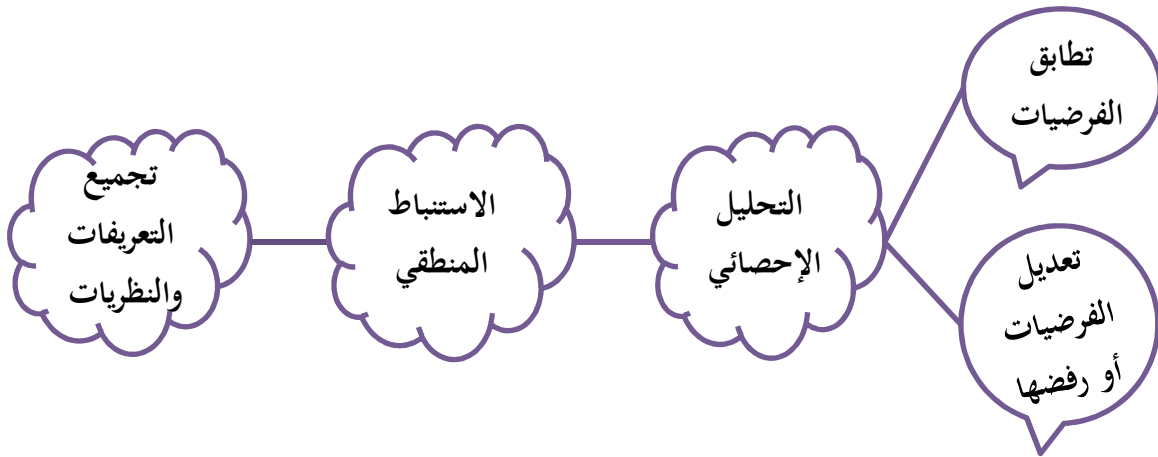 تجميع
التعريفات
والنظريات
الاستنباط
المنطقي
التحليل
الإحصائي
تطابق
الفرضيات
تعديل
الفرضيات
أو رفضها